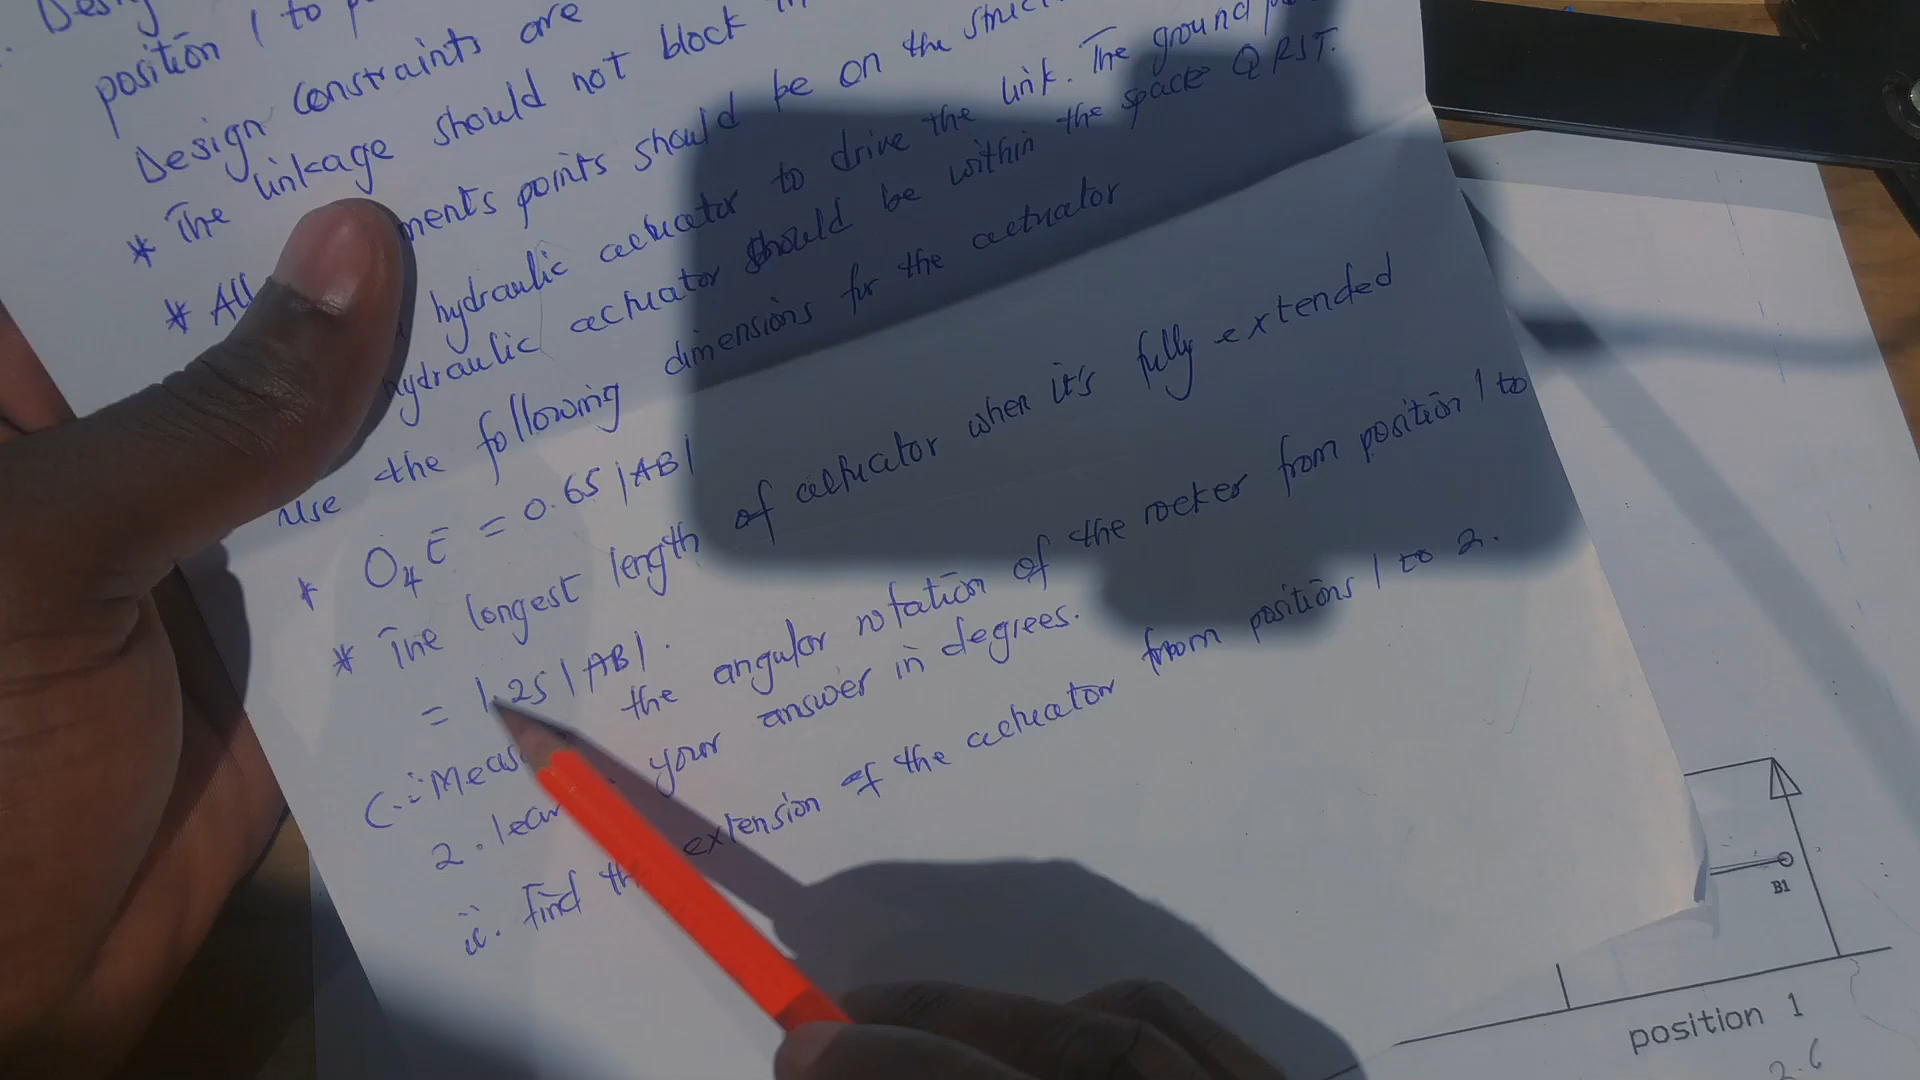 Design
position 1 to
Design constraints are
* The linkage should not block
* All ments points should be on the
hydraulic actuator to drive the link. The ground
hydraulic actuator should be within the space QRST.
Use the following dimensions for the actuator
* O4E = 0.65 |AB|
* The longest length of actuator when it's fully extended
= 1.25 |AB|.
C. i: the angular rotation of the rocker from position 1 to
2. your answer in degrees.
ii. Find extension of the actuator from positions 1 to 2.
B1
position 1